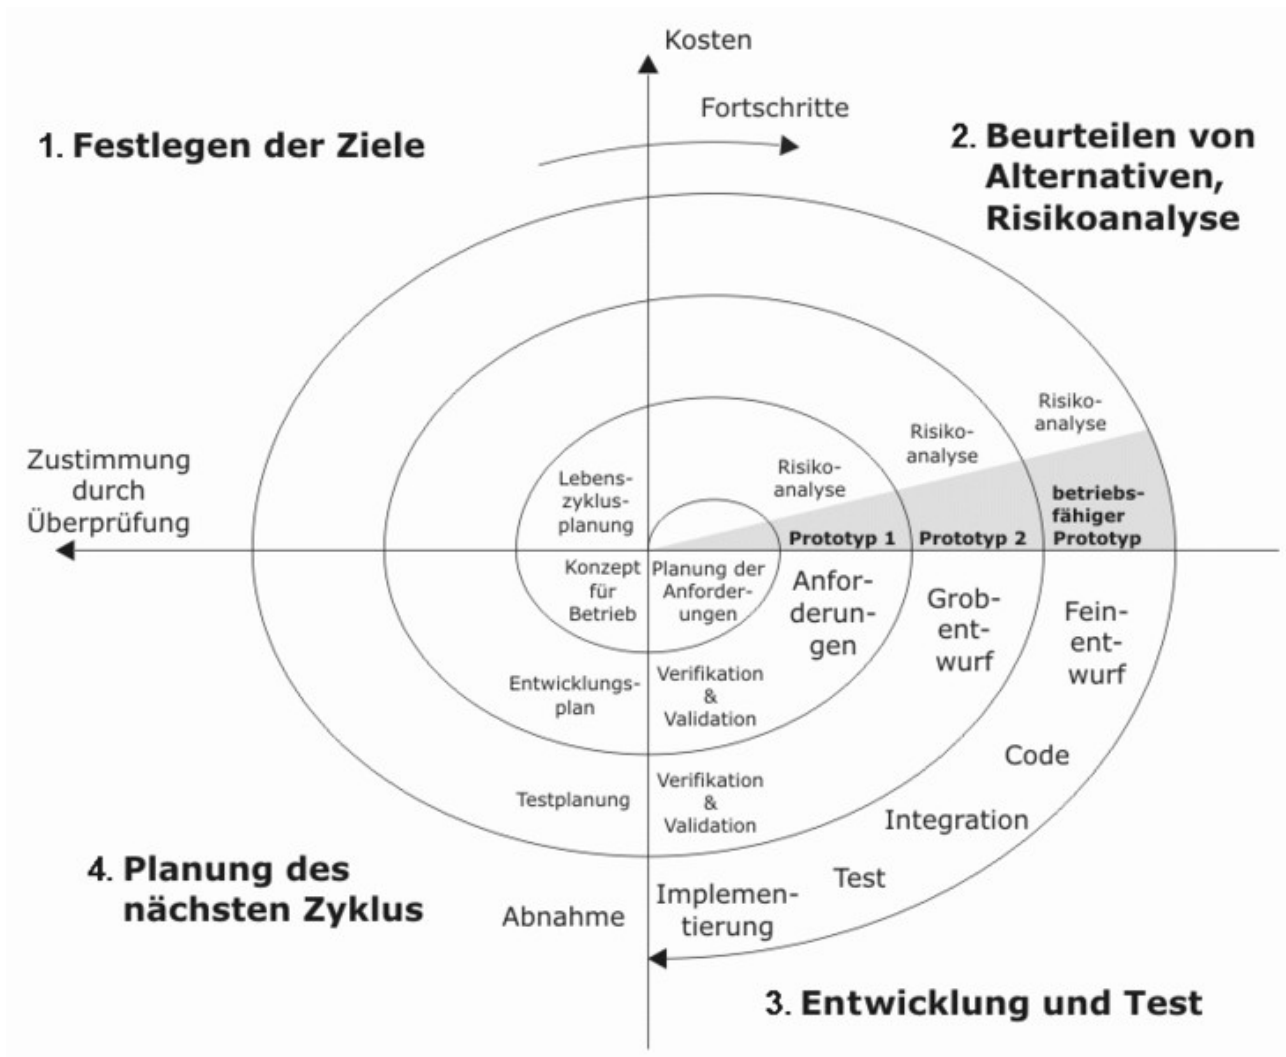 Kosten
Fortschritte
1. Festlegen der Ziele
2. Beurteilen von
Alternativen,
Risikoanalyse
Zustimmung
durch
Überprüfung
Risiko-
analyse
Risiko-
analyse
Risiko-
analyse
Lebens-
zyklus-
planung
Prototyp 1
Prototyp 2
betriebs-
fähiger
Prototyp
Konzept
für
Betrieb
Planung der
Anforder-
ungen
Anfor-
derun-
gen
Grob-
ent-
wurf
Fein-
ent-
wurf
Entwicklungs-
plan
Verifikation
&
Validation
Code
Testplanung
Verifikation
&
Validation
Integration
Test
4. Planung des
nächsten Zyklus
Abnahme
Implemen-
tierung
3. Entwicklung und Test